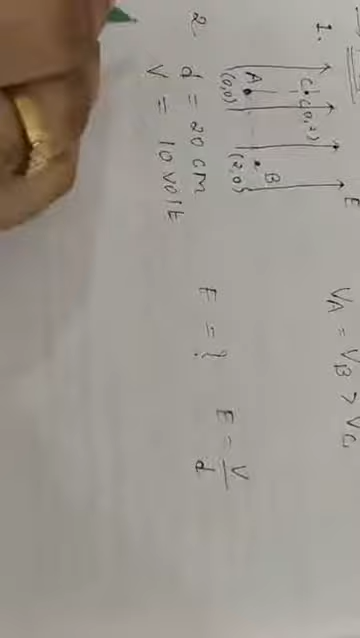 1.
C (0,2)
A
(0,0)
B
(2,0)
E
VA = VB > VC
2.
d = 20 cm
V = 10 volt
E = ?
E = V/d